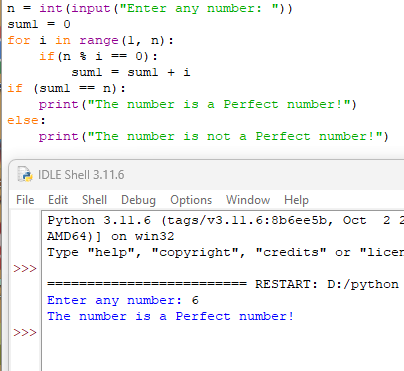 n = int(input("Enter any number: "))
sum1 = 0
for i in range(1, n):
    if(n % i == 0):
        sum1 = sum1 + i
if (sum1 == n):
    print("The number is a Perfect number!")
else:
    print("The number is not a Perfect number!")
IDLE Shell 3.11.6
File Edit Shell Debug Options Window Help
Python 3.11.6 (tags/v3.11.6:8b6ee5b, Oct 2 2
AMD64)] on win32
Type "help", "copyright", "credits" or "licen
>>>
========================= RESTART: D:/python
Enter any number: 6
The number is a Perfect number!
>>>